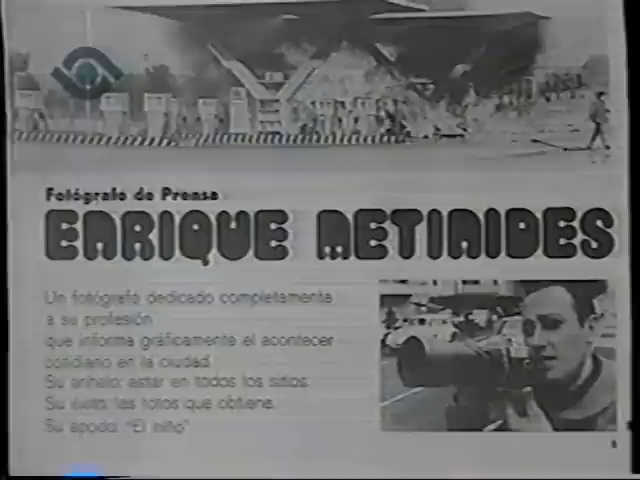 Fotógrafo de Prensa
ENRIQUE METINIDES
Un fotógrafo dedicado completamente
a su profesión
que informa gráficamente el acontecer
cotidiano en la ciudad.
Su anhelo: estar en todos los sitios.
Su éxito: las fotos que obtiene.
Su apodo: "El niño"